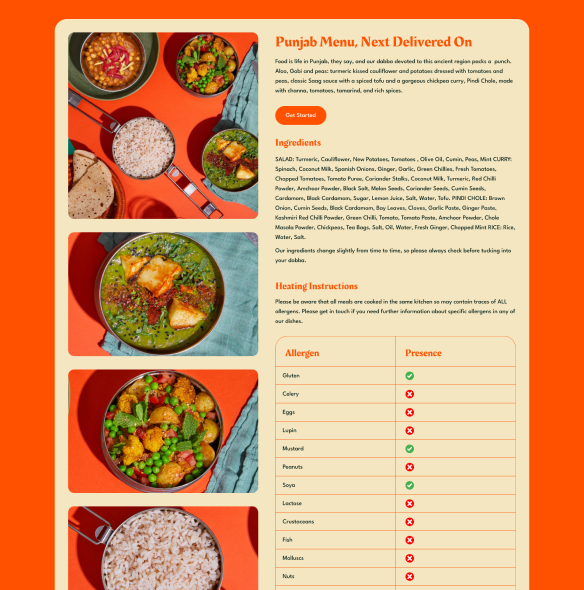 Punjab Menu, Next Delivered On
Food is life in Punjab, they say, and our dabba devoted to this ancient region packs a punch.
Aloo, Gobi and peas: turmeric kissed cauliflower and potatoes dressed with tomatoes and
peas, classic Saag sauce with a spiced tofu and a gorgeous chickpea curry, Pindi Chole, made
with channa, tomatoes, tamarind, and rich spices.
Get Started
Ingredients
SALAD: Turmeric, Cauliflower, New Potatoes, Tomatoes , Olive Oil, Cumin, Peas, Mint CURRY:
Spinach, Coconut Milk, Spanish Onions, Ginger, Garlic, Green Chillies, Fresh Tomatoes,
Chopped Tomatoes, Tomato Puree, Coriander Stalks, Coconut Milk, Turmeric, Red Chilli
Powder, Amchoor Powder, Black Salt, Melon Seeds, Coriander Seeds, Cumin Seeds,
Cardamom, Black Cardamom, Sugar, Lemon Juice, Salt, Water, Tofu. PINDI CHOLE: Brown
Onion, Cumin Seeds, Black Cardamom, Bay Leaves, Cloves, Garlic Paste, Ginger Paste,
Kashmiri Red Chilli Powder, Green Chilli, Tomato, Tomato Paste, Amchoor Powder, Chole
Masala Powder, Chickpeas, Tea Bags, Salt, Oil, Water, Fresh Ginger, Chopped Mint RICE: Rice,
Water, Salt.
Our ingredients change slightly from time to time, so please always check before tucking into
your dabba.
Heating Instructions
Please be aware that all meals are cooked in the same kitchen so may contain traces of ALL
allergens. Please get in touch if you need further information about specific allergens in any of
our dishes.
Allergen Presence
Gluten
Celery
Eggs
Lupin
Mustard
Peanuts
Soya
Lactose
Crustaceans
Fish
Molluscs
Nuts